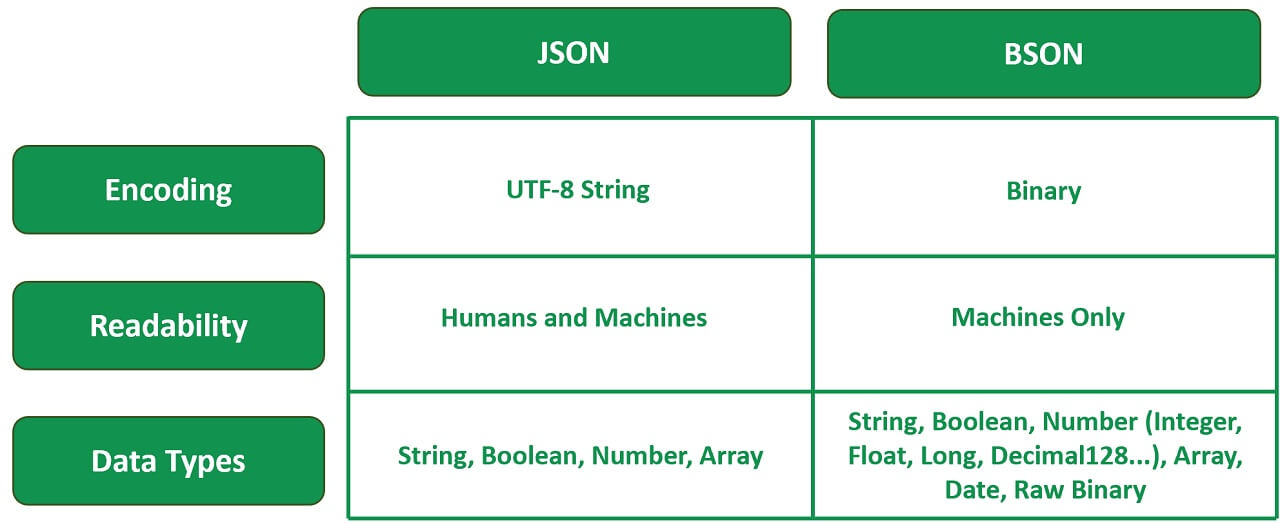 JSON
BSON
Encoding
UTF-8 String
Binary
Readability
Humans and Machines
Machines Only
Data Types
String, Boolean, Number, Array
String, Boolean, Number (Integer,
Float, Long, Decimal128...), Array,
Date, Raw Binary